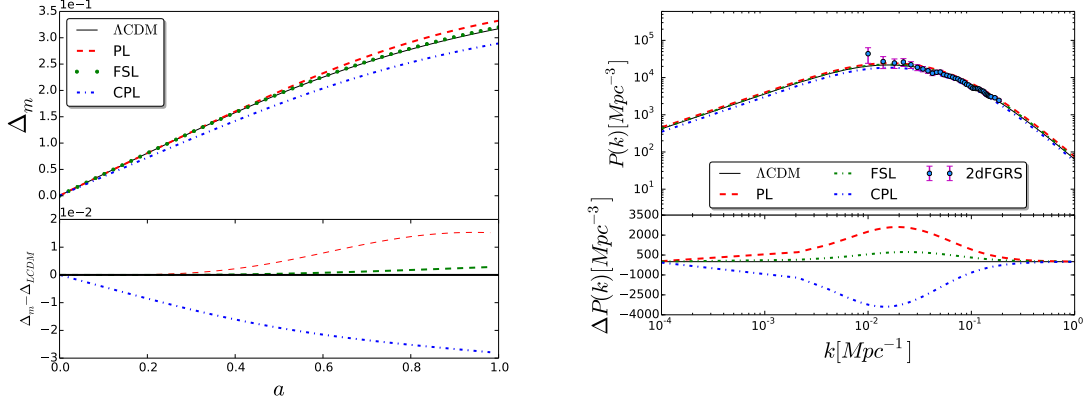 1e−1
3.5
3.0
2.5
2.0
1.5
1.0
0.5
0.0
Δm
ΛCDM
PL
FSL
CPL
1e−2
2
1
0
−1
−2
−3
Δm−ΔLCDM
0.0 0.2 0.4 0.6 0.8 1.0
a
10^5
10^4
10^3
10^2
10^1
P(k)[Mpc^−3]
ΛCDM FSL 2dFGRS
PL CPL
3500
2000
500
−1000
−2500
−4000
ΔP(k)[Mpc^−3]
10^−4 10^−3 10^−2 10^−1 10^0
k[Mpc^−1]